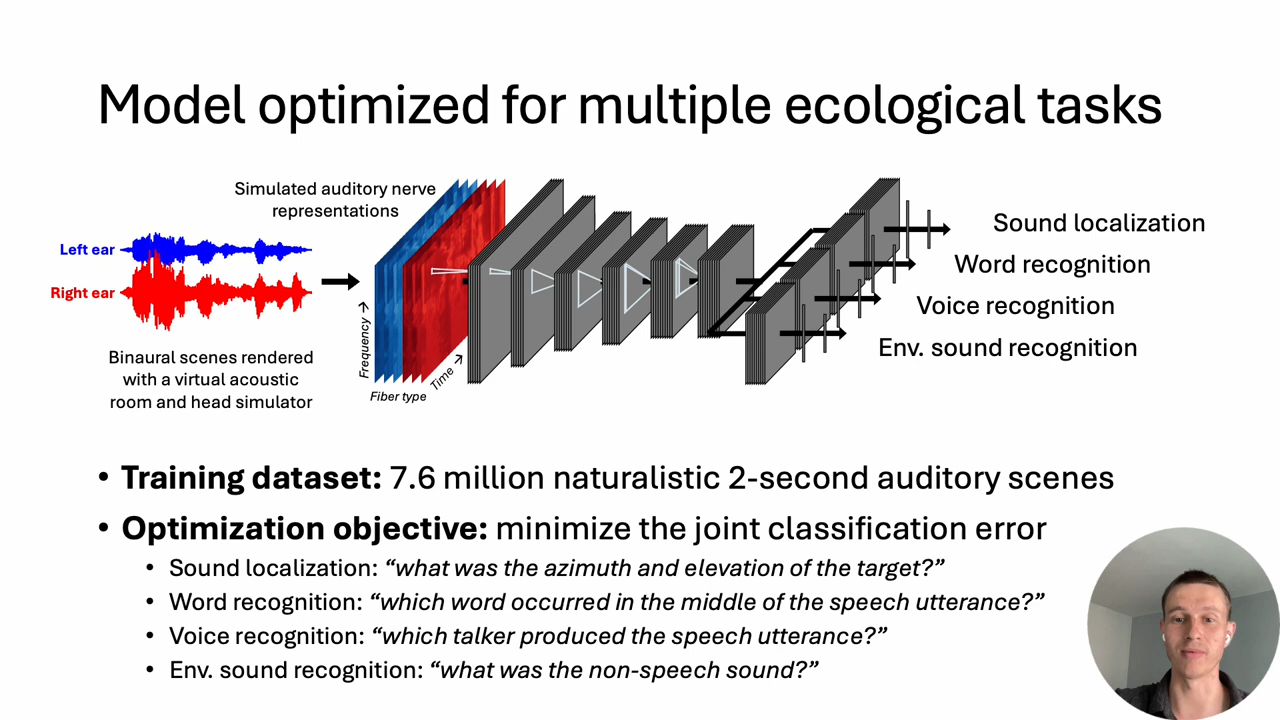 Model optimized for multiple ecological tasks
Simulated auditory nerve
representations
Left ear
Right ear
Binaural scenes rendered
with a virtual acoustic
room and head simulator
Frequency →
Fiber type
Time →
Sound localization
Word recognition
Voice recognition
Env. sound recognition
• Training dataset: 7.6 million naturalistic 2-second auditory scenes
• Optimization objective: minimize the joint classification error
• Sound localization: “what was the azimuth and elevation of the target?”
• Word recognition: “which word occurred in the middle of the speech utterance?”
• Voice recognition: “which talker produced the speech utterance?”
• Env. sound recognition: “what was the non-speech sound?”